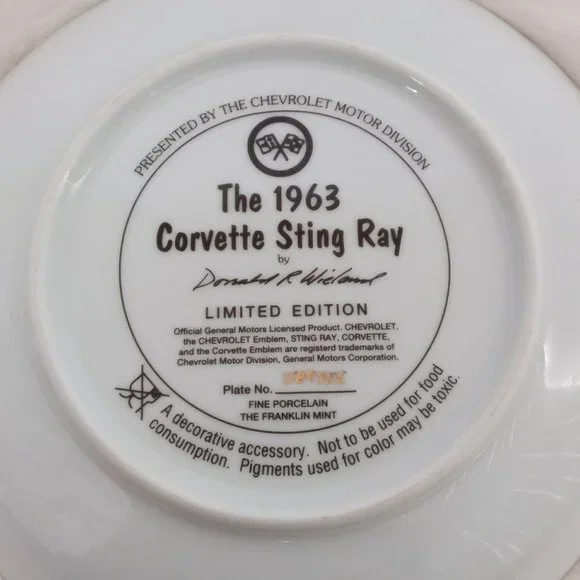 PRESENTED BY THE CHEVROLET MOTOR DIVISION
The 1963
Corvette Sting Ray
by
Donald R Wieland
LIMITED EDITION
Official General Motors Licensed Product. CHEVROLET,
the CHEVROLET Emblem, STING RAY, CORVETTE,
and the Corvette Emblem are registerd trademarks of
Chevrolet Motor Division, General Motors Corporation.
Plate No.
FINE PORCELAIN
THE FRANKLIN MINT
A decorative accessory. Not to be used for food
consumption. Pigments used for color may be toxic.